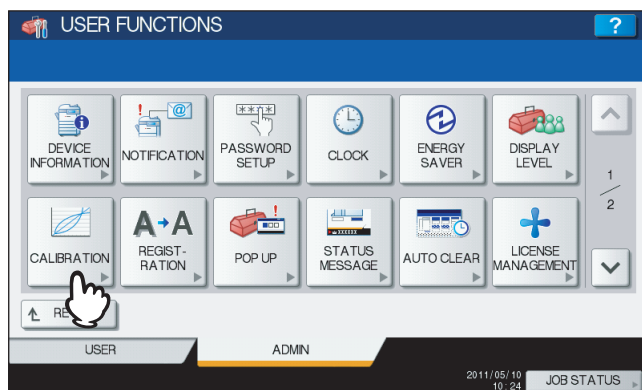 USER FUNCTIONS
?
DEVICE
INFORMATION
! @
NOTIFICATION
****
PASSWORD
SETUP
CLOCK
ENERGY
SAVER
DISPLAY
LEVEL
1
2
CALIBRATION
A A
REGIST-
RATION
!
POP UP
XXXXXX
STATUS
MESSAGE
AUTO CLEAR
LICENSE
MANAGEMENT
USER
ADMIN
2011/05/10
10:24
JOB STATUS